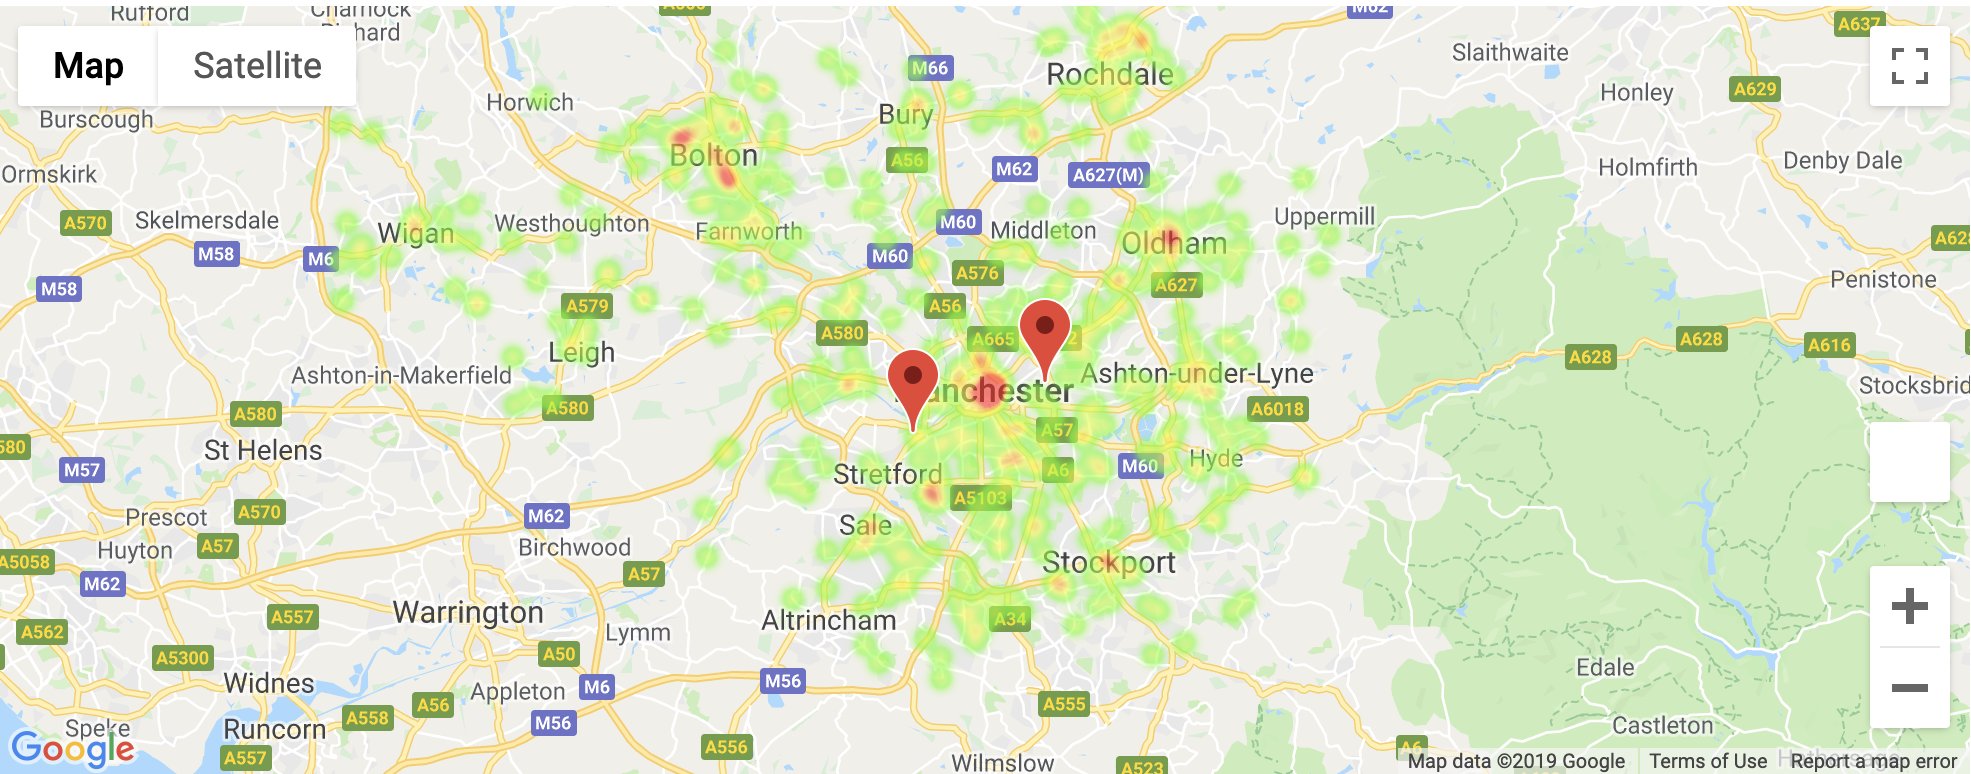 Rufford
Charnock
Richard
A637
M62
Map
Satellite
Slaithwaite
M66
Rochdale
Horwich
Honley
A629
Burscough
Bury
Bolton
A56
M62
A627(M)
Holmfirth
Denby Dale
Ormskirk
A570
Skelmersdale
Wigan
Westhoughton
Farnworth
M60
Middleton
Uppermill
Oldham
M58
M6
M60
A576
A627
Penistone
M58
A579
A56
A580
A665
A628
A628
A616
Leigh
Ashton-in-Makerfield
Manchester
Ashton-under-Lyne
A580
A580
A6018
A57
M57
St Helens
Stretford
A6
M60
Hyde
A5103
Prescot
A570
M62
Sale
Huyton
A57
Birchwood
Stockport
A5058
M62
A57
A557
Warrington
Altrincham
A34
A562
Lymm
A5300
A50
Widnes
Appleton
M6
M56
Edale
A56
A555
Speke
Runcorn
A558
M56
Castleton
Google
A557
A556
Wilmslow
A523
A6
Map data ©2019 Google
Terms of Use
Report a map error